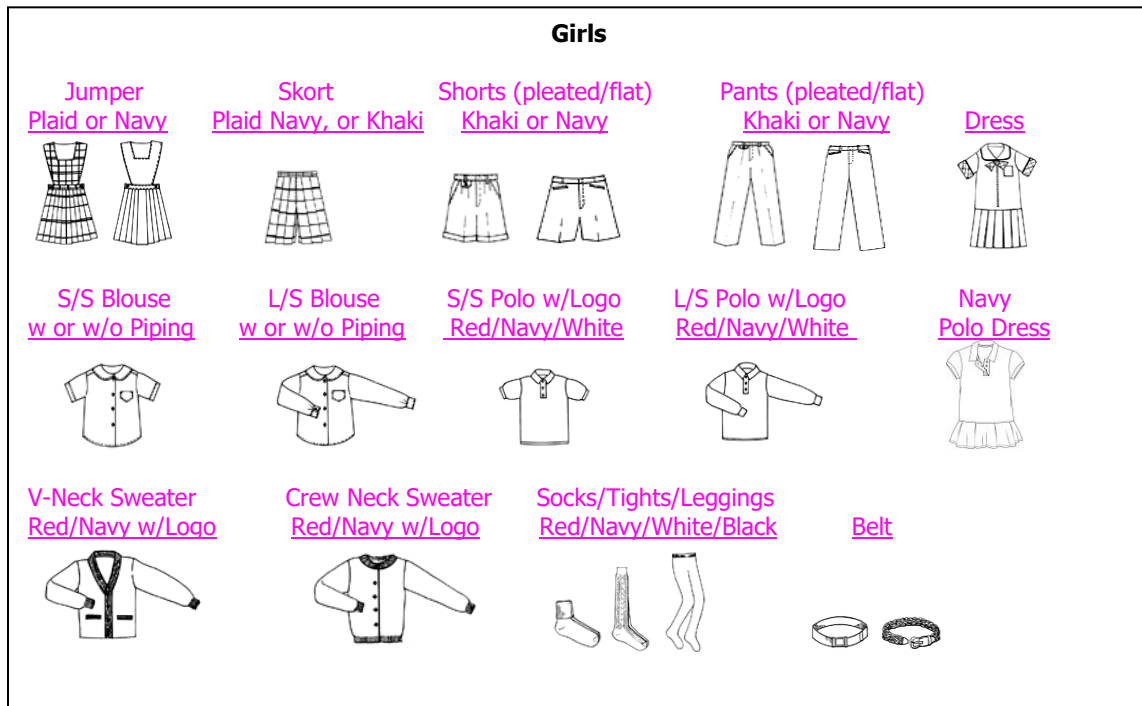 Girls
Jumper
Plaid or Navy
Skort
Plaid Navy, or Khaki
Shorts (pleated/flat)
Khaki or Navy
Pants (pleated/flat)
Khaki or Navy
Dress
S/S Blouse
w or w/o Piping
L/S Blouse
w or w/o Piping
S/S Polo w/Logo
Red/Navy/White
L/S Polo w/Logo
Red/Navy/White
Navy
Polo Dress
V-Neck Sweater
Red/Navy w/Logo
Crew Neck Sweater
Red/Navy w/Logo
Socks/Tights/Leggings
Red/Navy/White/Black
Belt